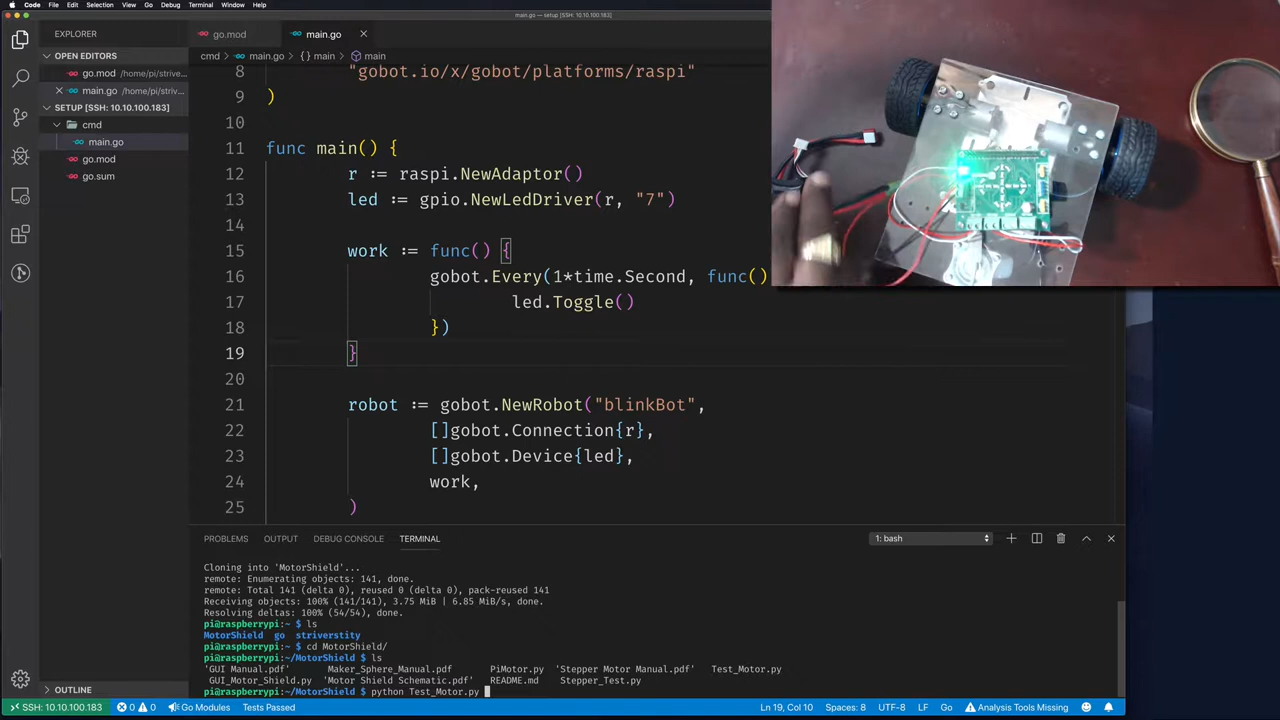 Code File Edit Selection View Go Debug Terminal Window Help
main.go — setup [SSH: 10.10.100.183]
EXPLORER
go.mod
main.go
OPEN EDITORS
go.mod /home/pi/strive...
main.go /home/pi/striv...
SETUP [SSH: 10.10.100.183]
cmd
main.go
go.mod
go.sum
OUTLINE
cmd main.go {} main main
8 "gobot.io/x/gobot/platforms/raspi"
9 )
10
11 func main() {
12 r := raspi.NewAdaptor()
13 led := gpio.NewLedDriver(r, "7")
14
15 work := func() {
16 gobot.Every(1*time.Second, func()
17 led.Toggle()
18 })
19 }
20
21 robot := gobot.NewRobot("blinkBot",
22 []gobot.Connection{r},
23 []gobot.Device{led},
24 work,
25 )
PROBLEMS OUTPUT DEBUG CONSOLE TERMINAL
1: bash
Cloning into 'MotorShield'...
remote: Enumerating objects: 141, done.
remote: Total 141 (delta 0), reused 0 (delta 0), pack-reused 141
Receiving objects: 100% (141/141), 3.75 MiB | 6.85 MiB/s, done.
Resolving deltas: 100% (54/54), done.
pi@raspberrypi:~ $ ls
MotorShield go striverstity
pi@raspberrypi:~ $ cd MotorShield/
pi@raspberrypi:~/MotorShield $ ls
'GUI Manual.pdf' Maker_Sphere_Manual.pdf PiMotor.py 'Stepper Motor Manual.pdf' Test_Motor.py
GUI_Motor_Shield.py 'Motor Shield Schematic.pdf' README.md Stepper_Test.py
pi@raspberrypi:~/MotorShield $ python Test_Motor.py
SSH: 10.10.100.183 0 0 Go Modules Tests Passed Ln 19, Col 10 Spaces: 8 UTF-8 LF Go Analysis Tools Missing